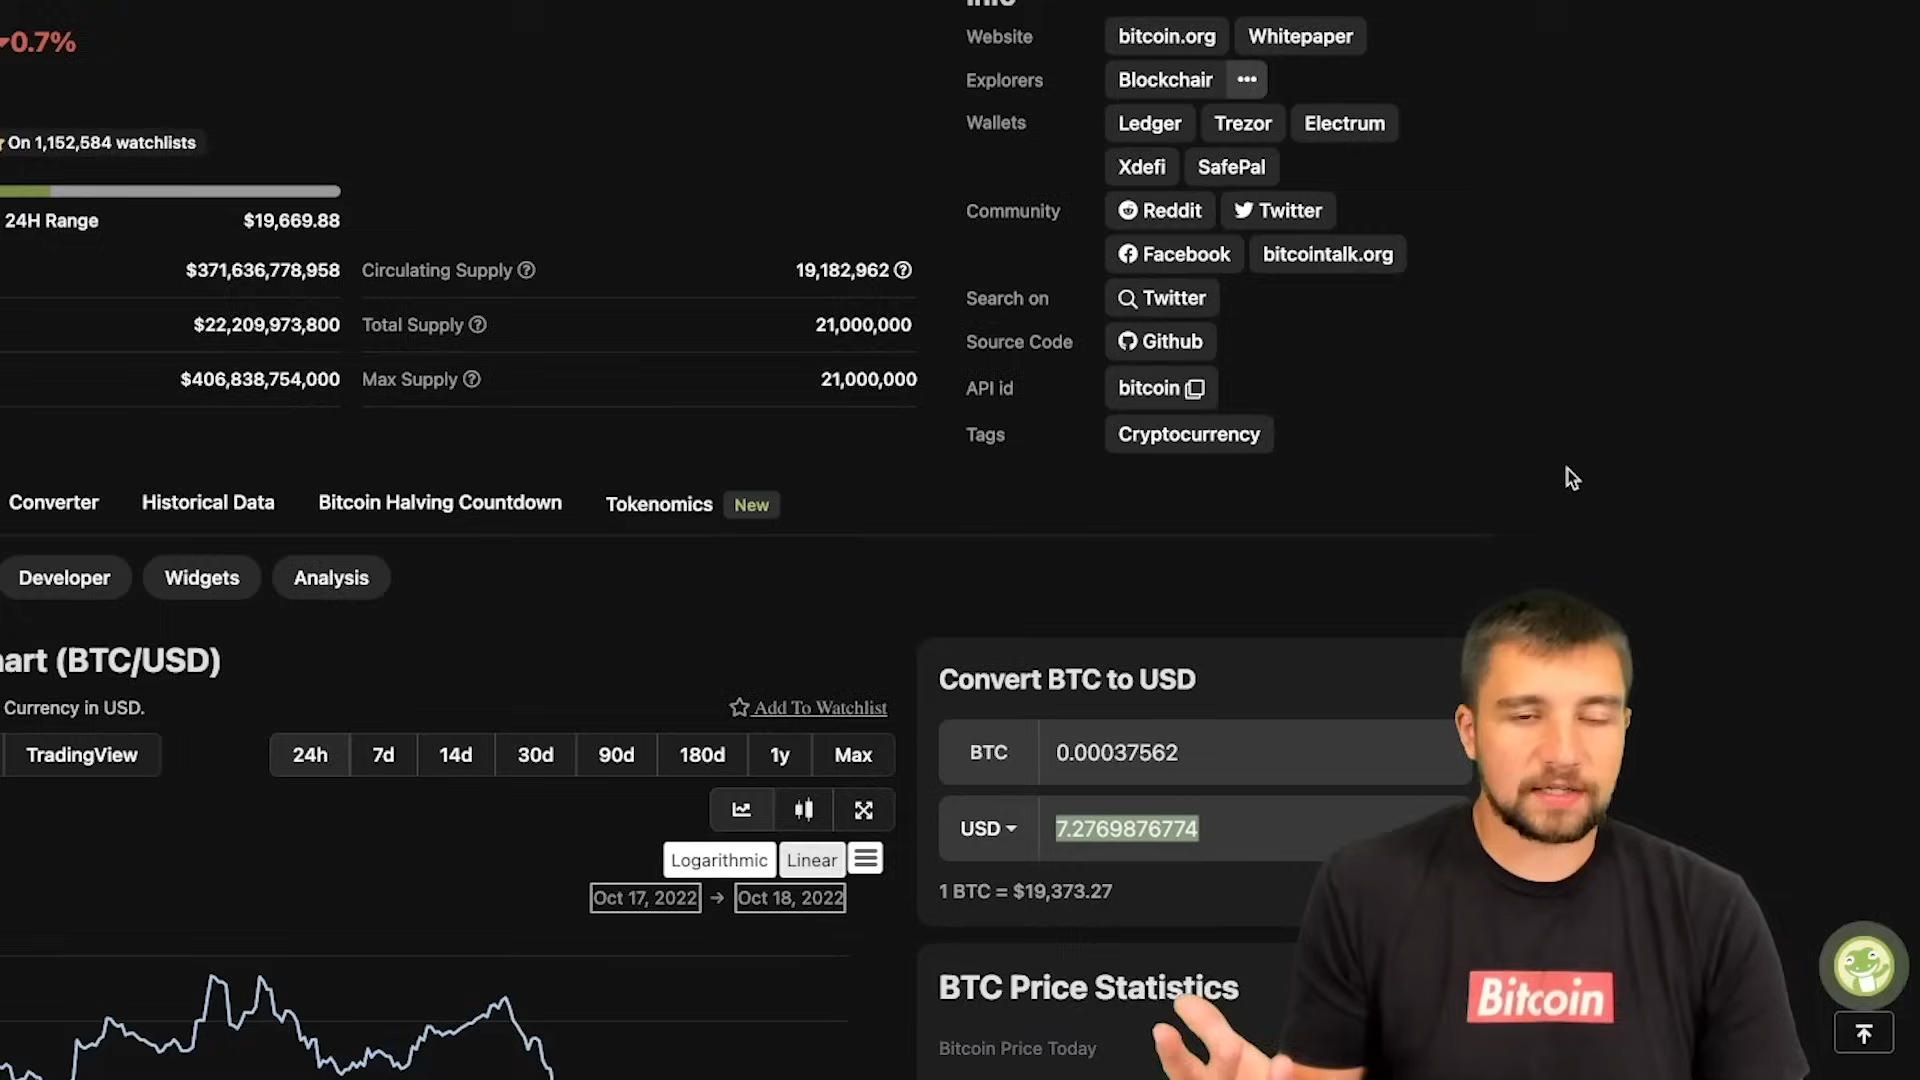 0.7%
On 1,152,584 watchlists
24H Range $19,669.88
$371,636,778,958 Circulating Supply 19,182,962
$22,209,973,800 Total Supply 21,000,000
$406,838,754,000 Max Supply 21,000,000
Info
Website bitcoin.org Whitepaper
Explorers Blockchair •••
Wallets Ledger Trezor Electrum
Xdefi SafePal
Community Reddit Twitter
Facebook bitcointalk.org
Search on Twitter
Source Code Github
API id bitcoin
Tags Cryptocurrency
Converter Historical Data Bitcoin Halving Countdown Tokenomics New
Developer Widgets Analysis
art (BTC/USD)
Currency in USD.
Add To Watchlist
TradingView 24h 7d 14d 30d 90d 180d 1y Max
Logarithmic Linear
Oct 17, 2022 → Oct 18, 2022
Convert BTC to USD
BTC 0.00037562
USD 7.2769876774
1 BTC = $19,373.27
BTC Price Statistics
Bitcoin Price Today
Bitcoin